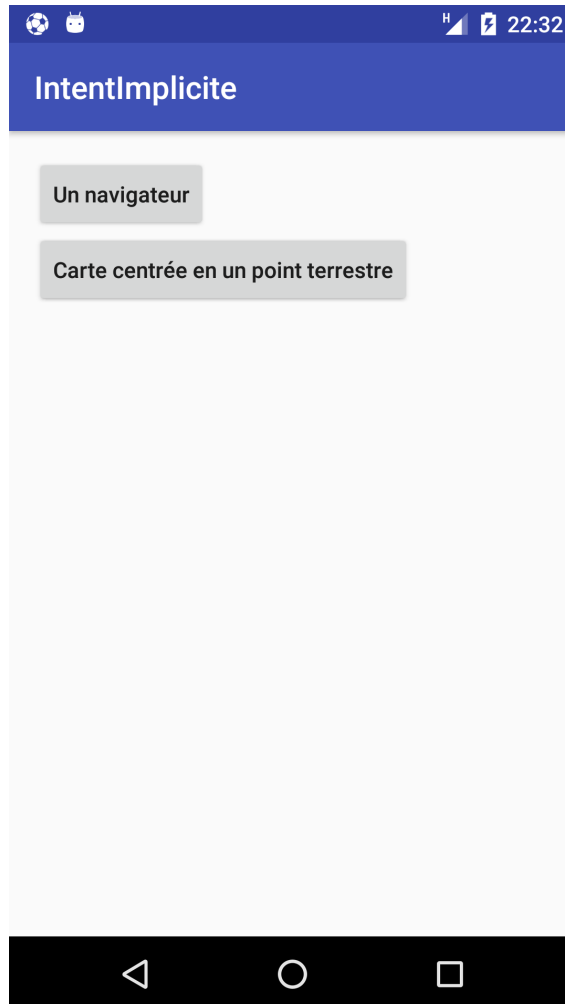 H 22:32
IntentImplicite
Un navigateur
Carte centrée en un point terrestre